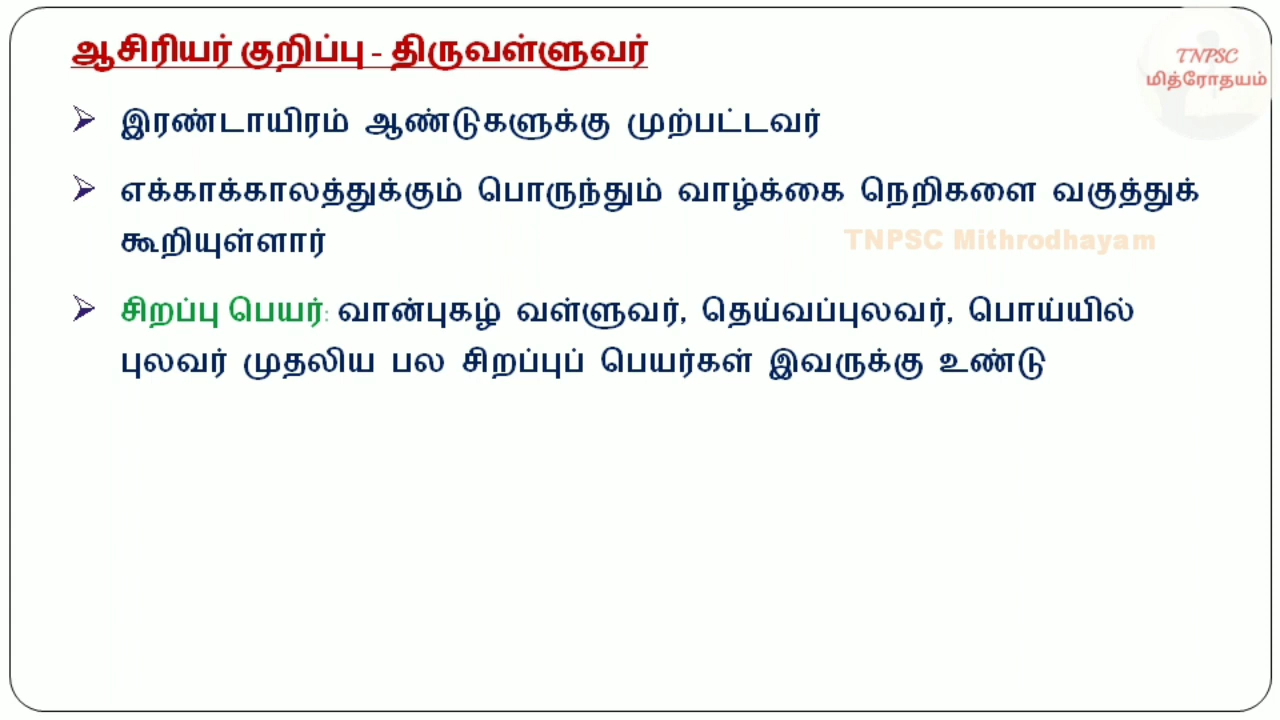 ஆசிரியர் குறிப்பு - திருவள்ளுவர்
TNPSC
மித்ரோதயம்
இரண்டாயிரம் ஆண்டுகளுக்கு முற்பட்டவர்
எக்காக்காலத்துக்கும் பொருந்தும் வாழ்க்கை நெறிகளை வகுத்துக்
கூறியுள்ளார்
TNPSC Mithrodhayam
சிறப்பு பெயர்: வான்புகழ் வள்ளுவர், தெய்வப்புலவர், பொய்யில்
புலவர் முதலிய பல சிறப்புப் பெயர்கள் இவருக்கு உண்டு